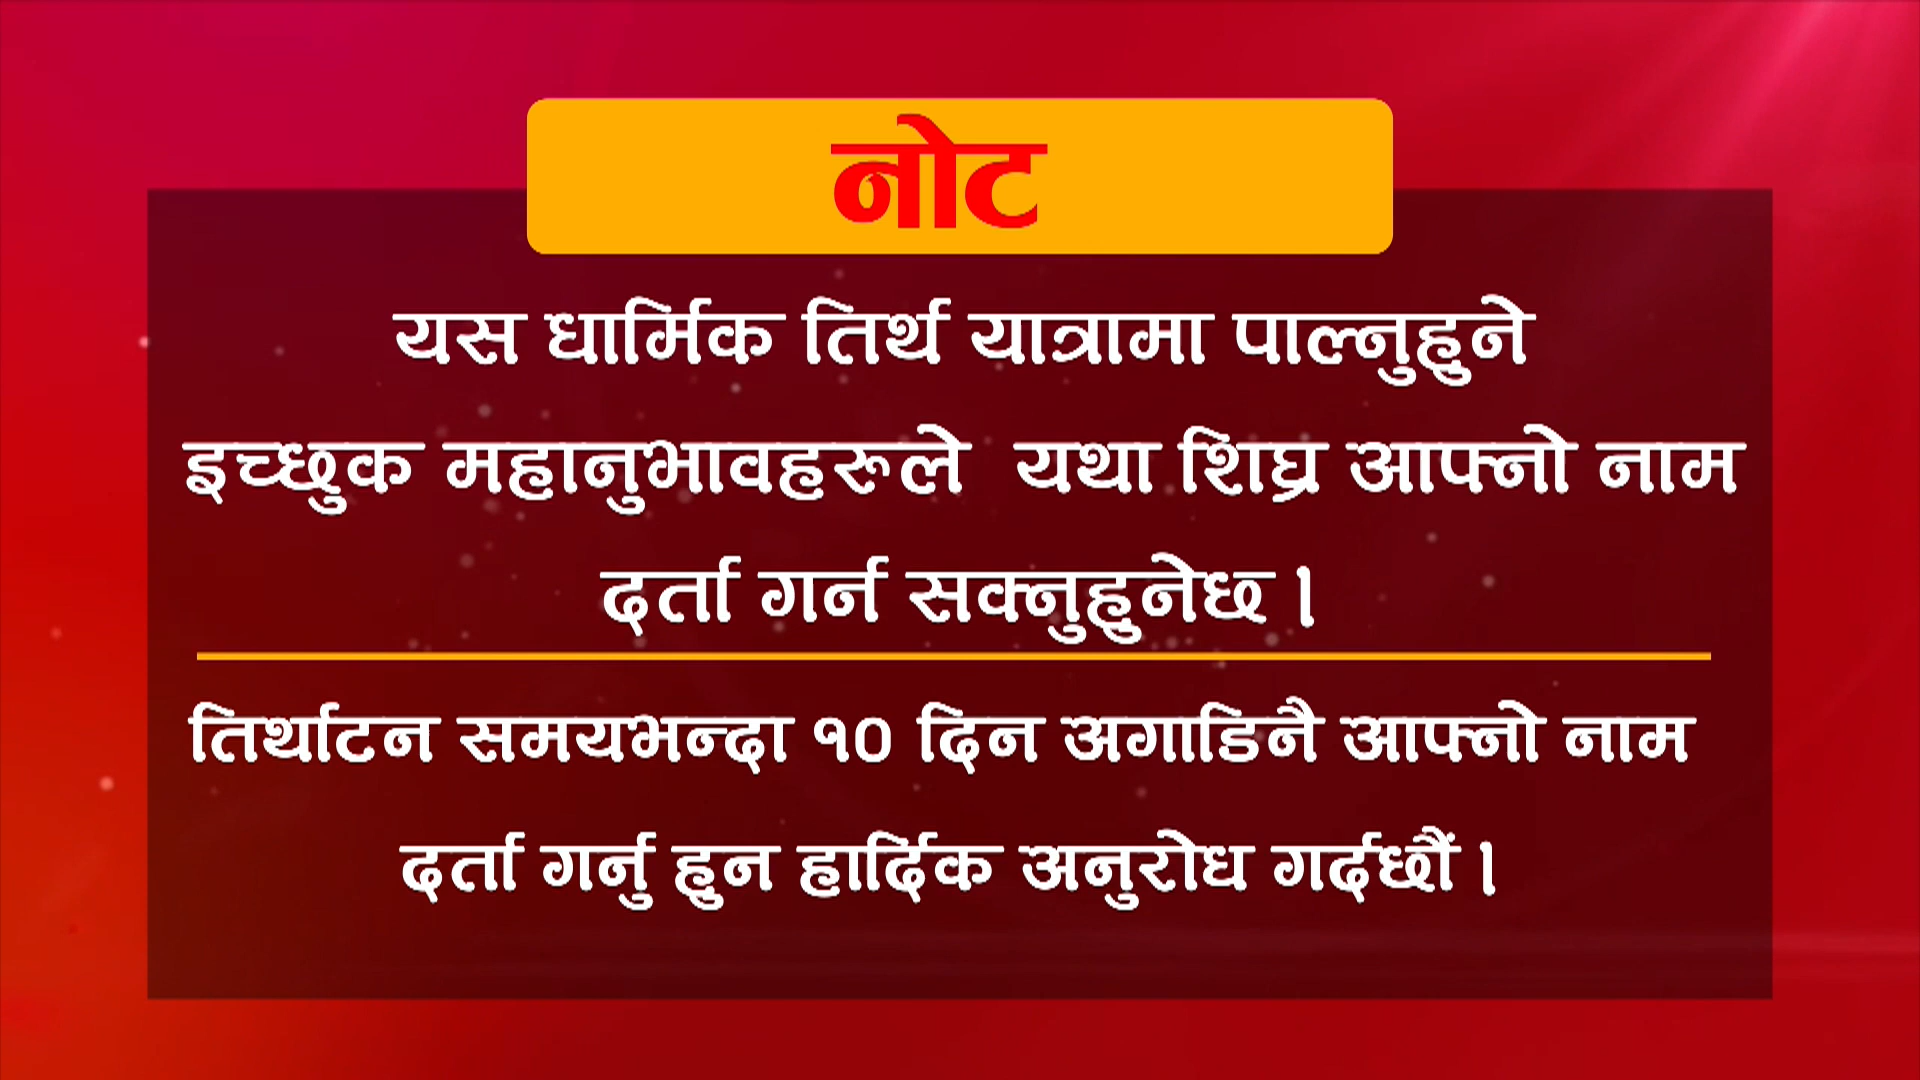 नोट
यस धार्मिक तिर्थ यात्रामा पाल्नुहुने
इच्छुक महानुभावहरूले यथा शिघ्र आफ्नो नाम
दर्ता गर्न सक्नुहुनेछ ।
तिर्थाटन समयभन्दा १० दिन अगाडिनै आफ्नो नाम
दर्ता गर्नु हुन हार्दिक अनुरोध गर्दछौं ।